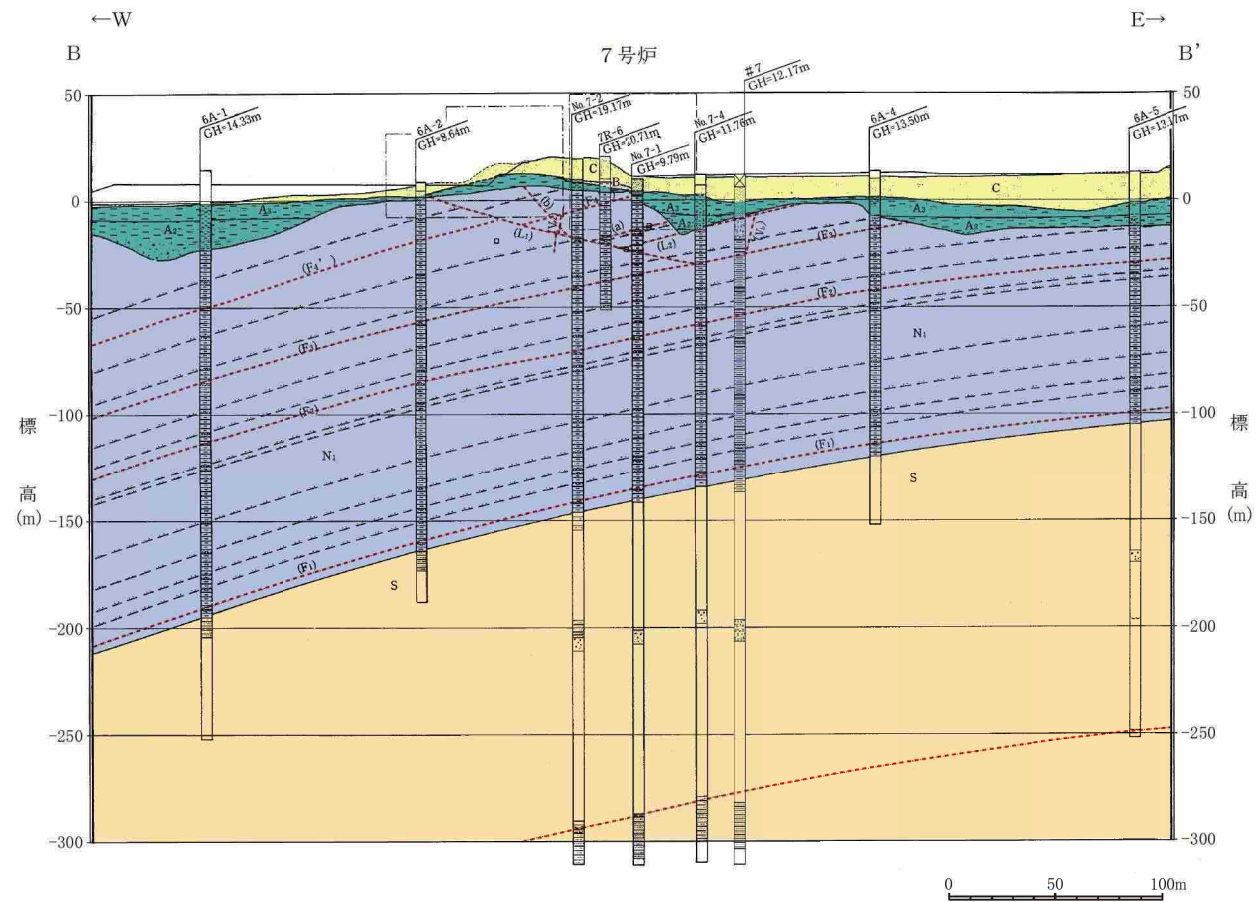 ←W
E→
B
7号炉
B'
6A-1
GH=14.33m
6A-2
GH=8.64m
No.7-2
GH=19.17m
7R-6
GH=20.71m
No.7-1
GH=9.79m
No.7-4
GH=11.76m
#7
GH=12.17m
6A-4
GH=13.50m
6A-5
GH=13.17m
50
0
-50
-100
-150
-200
-250
-300
標
高
(m)
50
0
-50
-100
-150
-200
-250
-300
標
高
(m)
C
B
C
A₂
A₂
A₂
(b)
(a)
(L₁)
(L₂)
(F₄')
(F₃)
(F₂)
(F₃)
(F₂)
N₁
N₁
(F₁)
(F₁)
S
S
0 50 100m